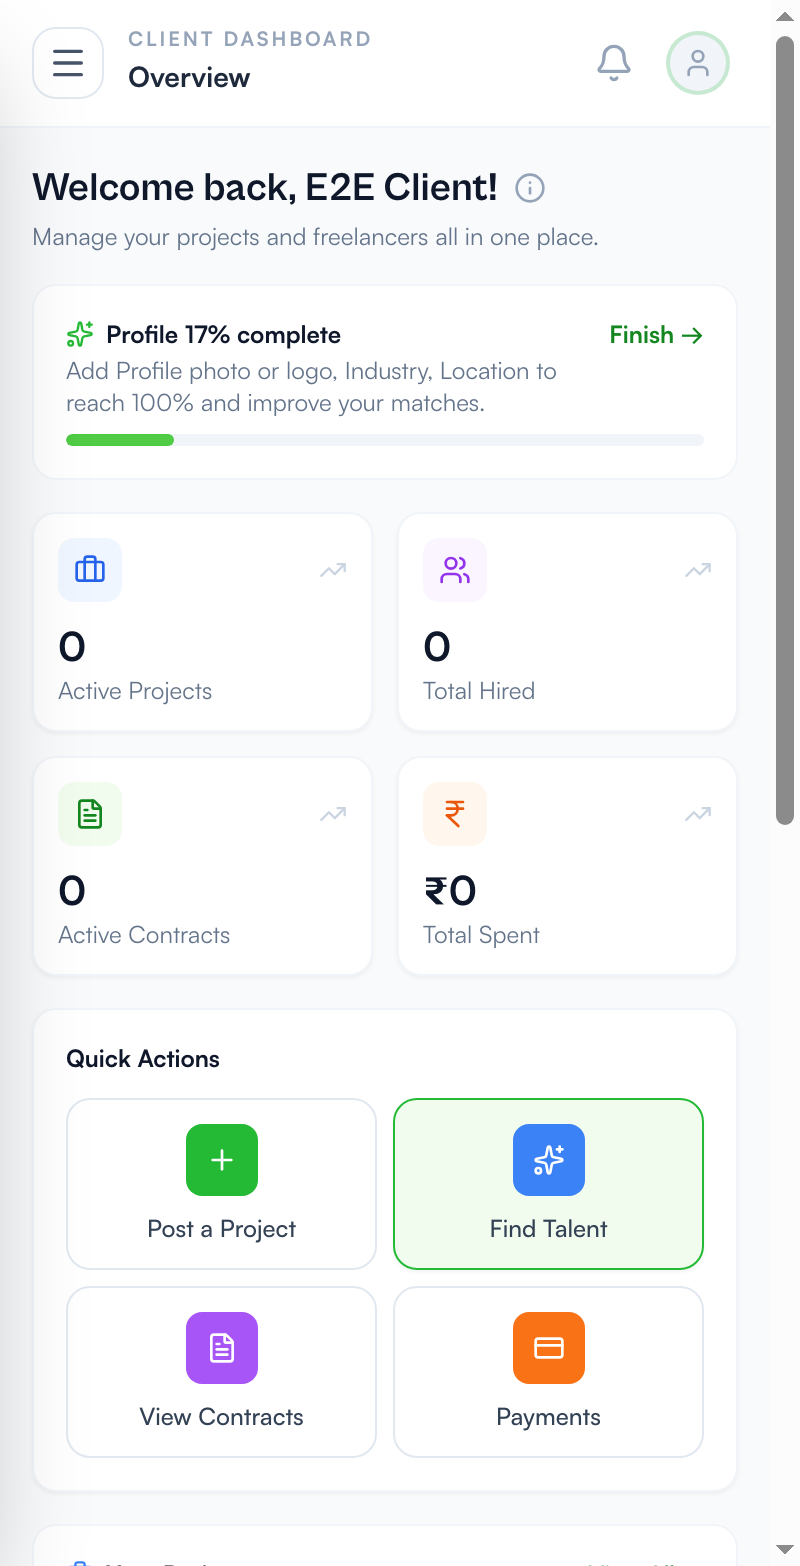 CLIENT DASHBOARD
Overview
Welcome back, E2E Client!
Manage your projects and freelancers all in one place.
Profile 17% complete
Finish →
Add Profile photo or logo, Industry, Location to
reach 100% and improve your matches.
0
Active Projects
0
Total Hired
0
Active Contracts
₹
₹0
Total Spent
Quick Actions
Post a Project
Find Talent
View Contracts
Payments